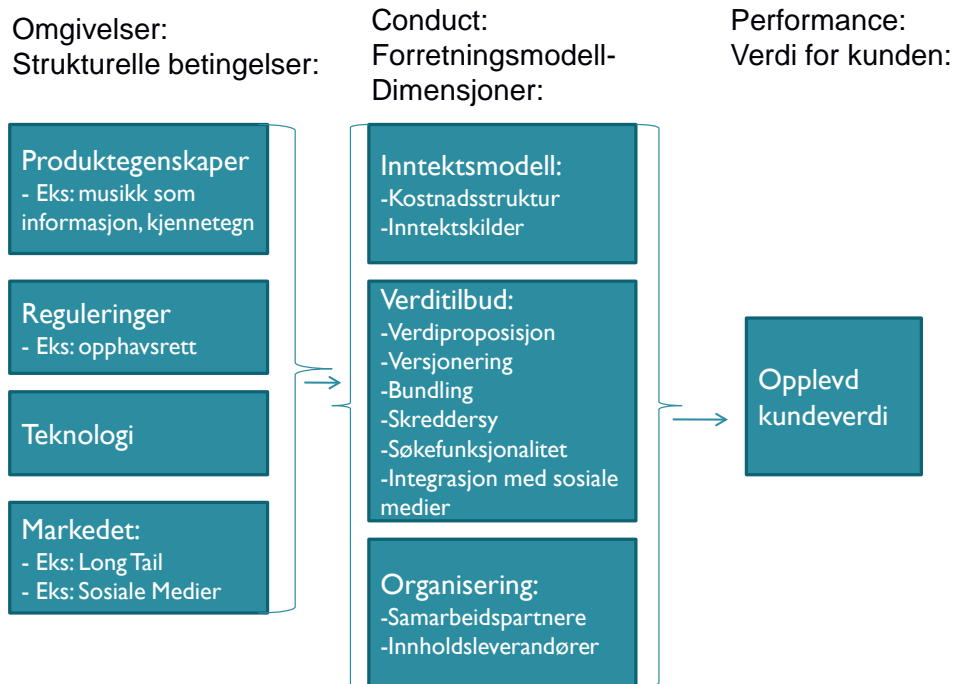 Omgivelser:
Strukturelle betingelser:
Conduct:
Forretningsmodell-
Dimensjoner:
Performance:
Verdi for kunden:
Produktegenskaper
- Eks: musikk som
informasjon, kjennetegn
Reguleringer
- Eks: opphavsrett
Teknologi
Markedet:
- Eks: Long Tail
- Eks: Sosiale Medier
Inntektsmodell:
-Kostnadsstruktur
-Inntektskilder
Verditilbud:
-Verdiproposisjon
-Versjonering
-Bundling
-Skreddersy
-Søkefunksjonalitet
-Integrasjon med sosiale
medier
Organisering:
-Samarbeidspartnere
-Innholdsleverandører
Opplevd
kundeverdi